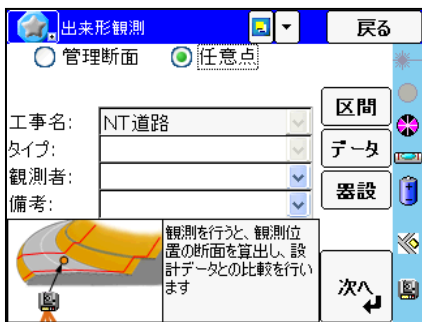 出来形観測
戻る
管理断面 任意点
区間
工事名: NT道路
タイプ:
データ
観測者:
器設
備考:
観測を行うと、観測位
置の断面を算出し、設
計データとの比較を行い
ます
次へ